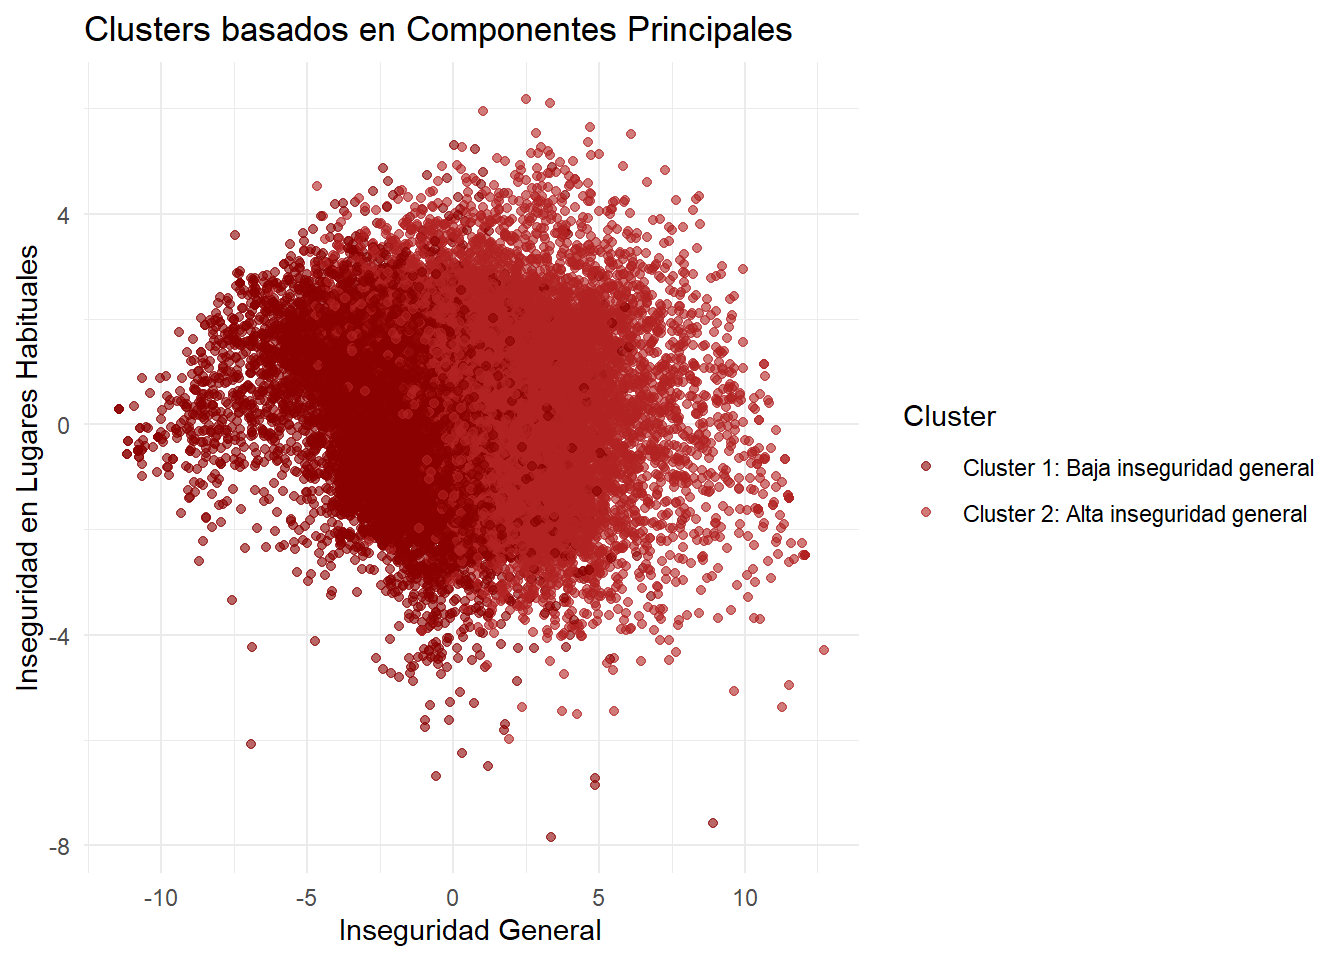 Clusters basados en Componentes Principales
Inseguridad en Lugares Habituales
4
0
-4
-8
-10
-5
0
5
10
Inseguridad General
Cluster
Cluster 1: Baja inseguridad general
Cluster 2: Alta inseguridad general